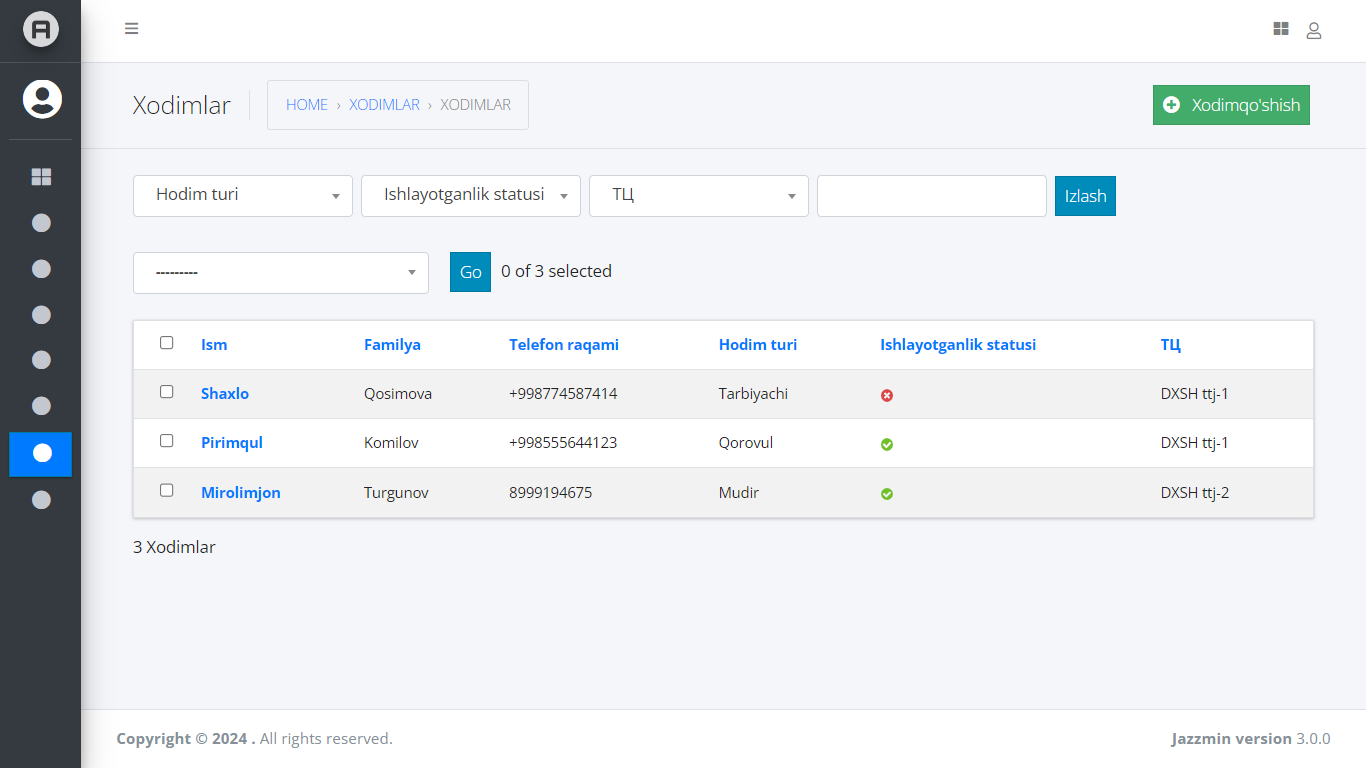 Xodimlar
HOME › XODIMLAR › XODIMLAR
Xodimqo'shish
Hodim turi Ishlayotganlik statusi ТЦ Izlash
--------- Go 0 of 3 selected
Ism Familya Telefon raqami Hodim turi Ishlayotganlik statusi ТЦ
Shaxlo Qosimova +998774587414 Tarbiyachi DXSH ttj-1
Pirimqul Komilov +998555644123 Qorovul DXSH ttj-1
Mirolimjon Turgunov 8999194675 Mudir DXSH ttj-2
3 Xodimlar
Copyright © 2024 . All rights reserved. Jazzmin version 3.0.0